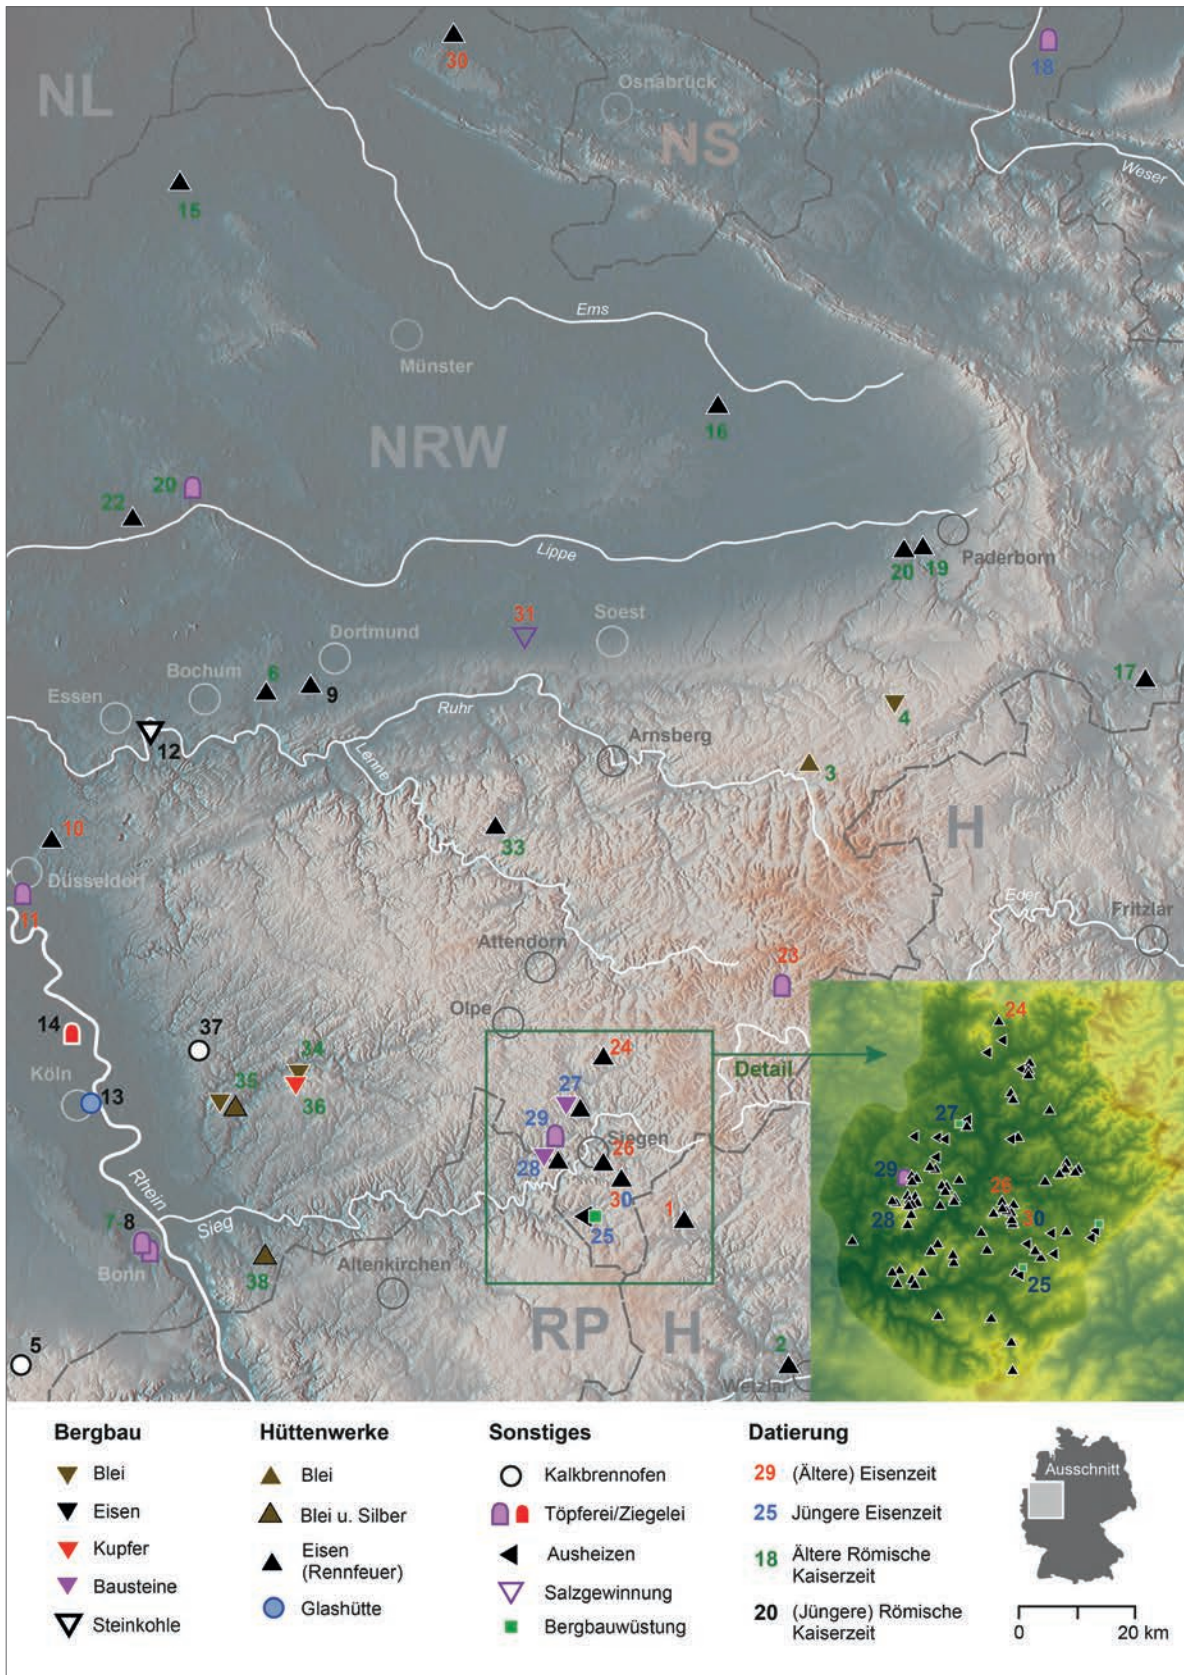 NL
30
Osnabrück
18
NS
Weser
15
Ems
Münster
16
NRW
20
22
Lippe
Paderborn
20
19
31
Soest
Dortmund
Bochum
6
9
17
Essen
Ruhr
4
12
Lenne
Arnsberg
3
10
33
H
Düsseldorf
11
Eder
Fritzlar
Attendorn
23
Olpe
14
37
24
34
Detail
Köln
13
35
36
27
29
Siegen
26
28
Rhein
30
1
7-8
Sieg
25
Bonn
38
Altenkirchen
RP
H
5
2
Wetzlar
24
27
29
26
28
30
25
Bergbau
Blei
Eisen
Kupfer
Bausteine
Steinkohle
Hüttenwerke
Blei
Blei u. Silber
Eisen
(Rennfeuer)
Glashütte
Sonstiges
Kalkbrennofen
Töpferei/Ziegelei
Ausheizen
Salzgewinnung
Bergbauwüstung
Datierung
29 (Ältere) Eisenzeit
25 Jüngere Eisenzeit
18 Ältere Römische
Kaiserzeit
20 (Jüngere) Römische
Kaiserzeit
Ausschnitt
0 20 km